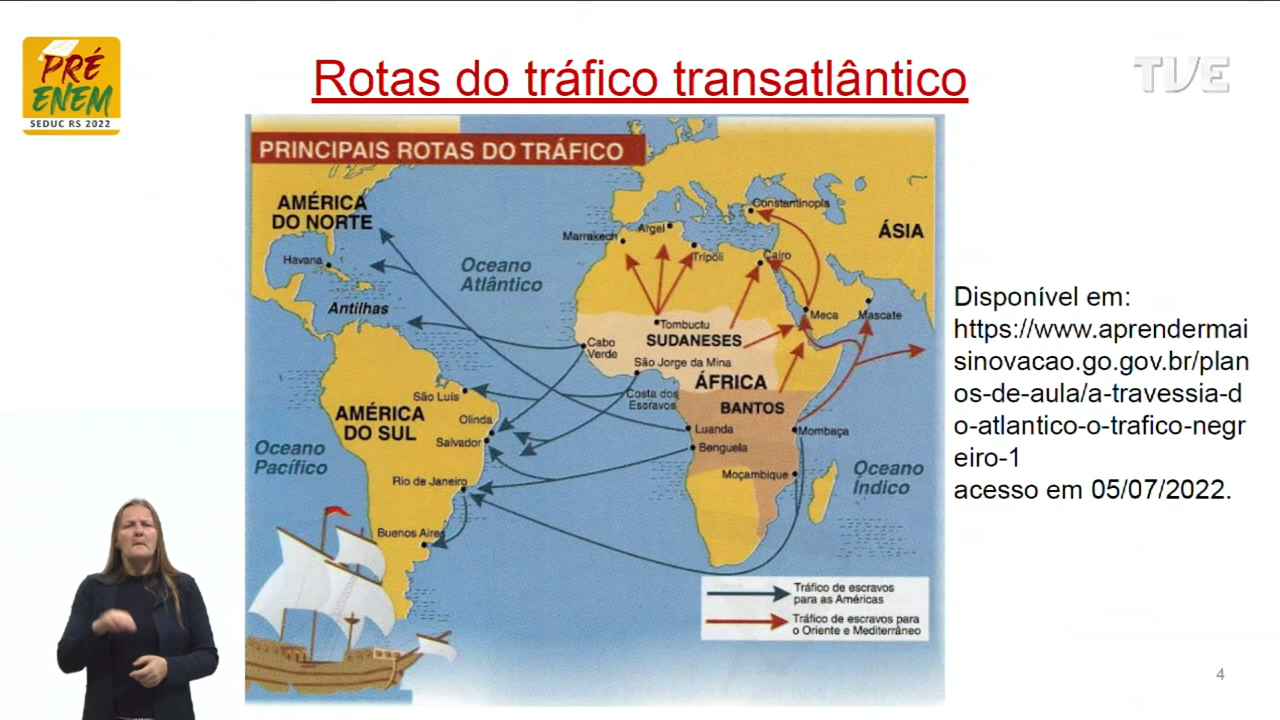 PRÉ
ENEM
SEDUC RS 2022
Rotas do tráfico transatlântico
TVE
PRINCIPAIS ROTAS DO TRÁFICO
AMÉRICA
DO NORTE
Havana
Antilhas
Oceano
Atlântico
Marrakech
Argel
Trípoli
Constantinopla
Cairo
ÁSIA
Meca
Mascate
Tombuctu
SUDANESES
Cabo
Verde
São Jorge da Mina
ÁFRICA
Costa dos
Escravos
BANTOS
São Luís
AMÉRICA
DO SUL
Olinda
Salvador
Luanda
Benguela
Mombaça
Moçambique
Oceano
Pacífico
Rio de Janeiro
Oceano
Índico
Buenos Aires
Tráfico de escravos
para as Américas
Tráfico de escravos para
o Oriente e Mediterrâneo
Disponível em:
https://www.aprendermai
sinovacao.go.gov.br/plan
os-de-aula/a-travessia-d
o-atlantico-o-trafico-negr
eiro-1
acesso em 05/07/2022.
4